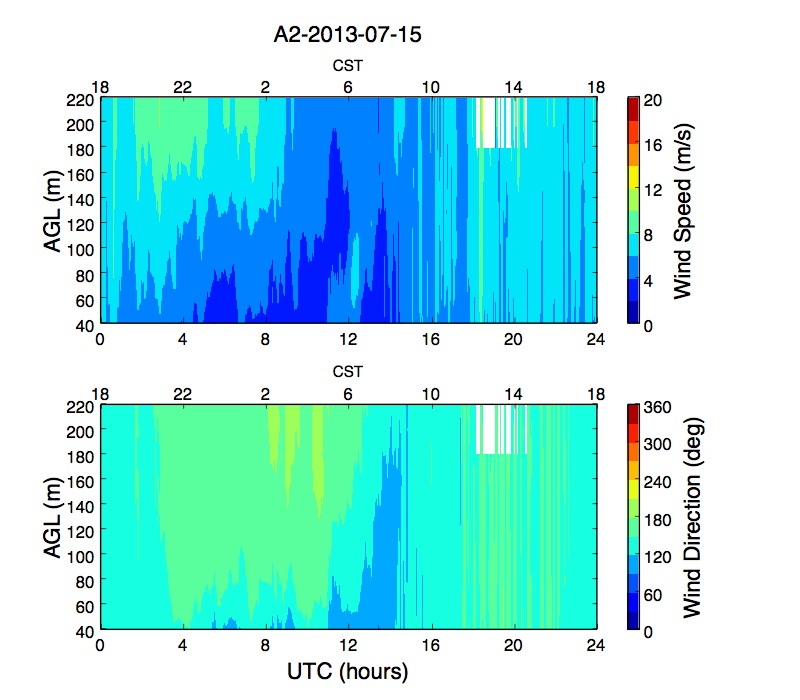 A2-2013-07-15
CST
18 22 2 6 10 14 18
220
200
180
160
140
120
100
80
60
40
AGL (m)
0 4 8 12 16 20 24
20
16
12
8
4
0
Wind Speed (m/s)
CST
18 22 2 6 10 14 18
220
200
180
160
140
120
100
80
60
40
AGL (m)
0 4 8 12 16 20 24
UTC (hours)
360
300
240
180
120
60
0
Wind Direction (deg)